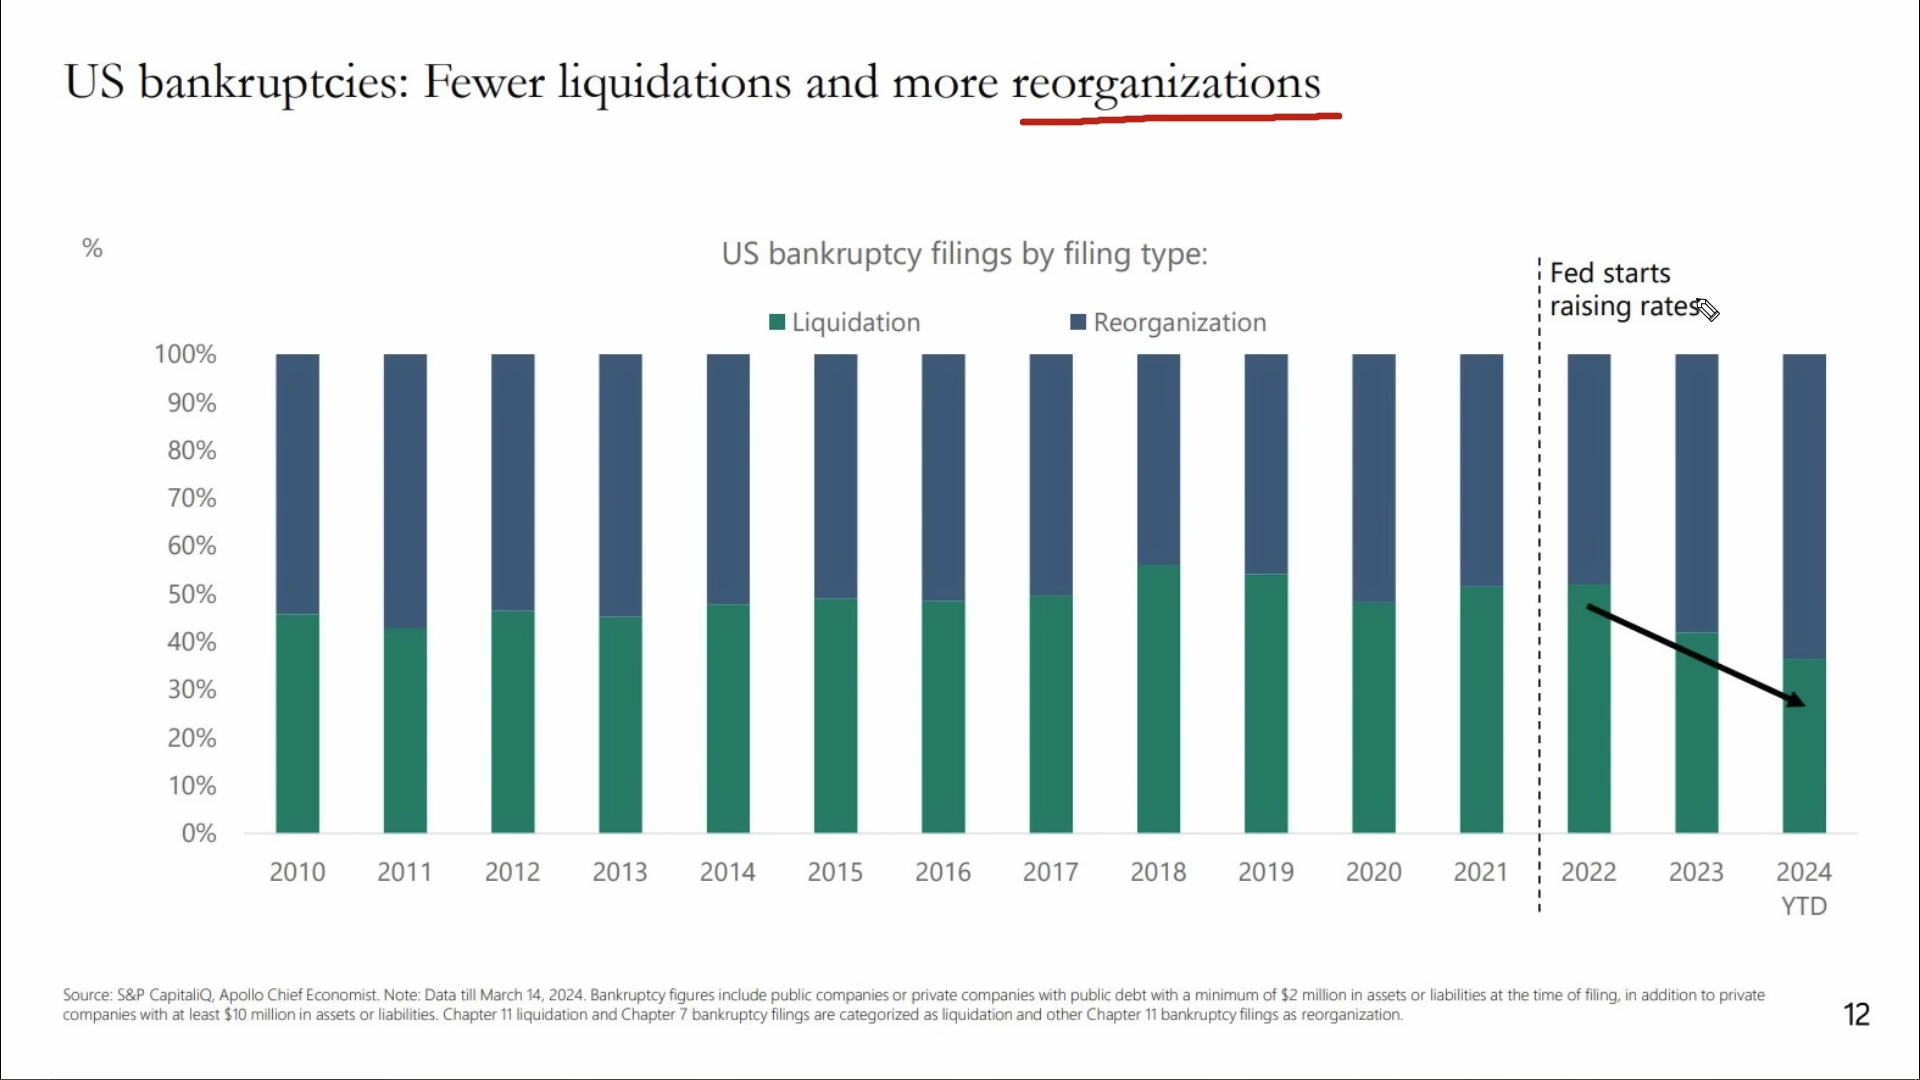 US bankruptcies: Fewer liquidations and more reorganizations
%
US bankruptcy filings by filing type:
Liquidation
Reorganization
Fed starts
raising rates
100%
90%
80%
70%
60%
50%
40%
30%
20%
10%
0%
2010 2011 2012 2013 2014 2015 2016 2017 2018 2019 2020 2021 2022 2023 2024
YTD
Source: S&P CapitaliQ, Apollo Chief Economist. Note: Data till March 14, 2024. Bankruptcy figures include public companies or private companies with public debt with a minimum of $2 million in assets or liabilities at the time of filing, in addition to private
companies with at least $10 million in assets or liabilities. Chapter 11 liquidation and Chapter 7 bankruptcy filings are categorized as liquidation and other Chapter 11 bankruptcy filings as reorganization.
12